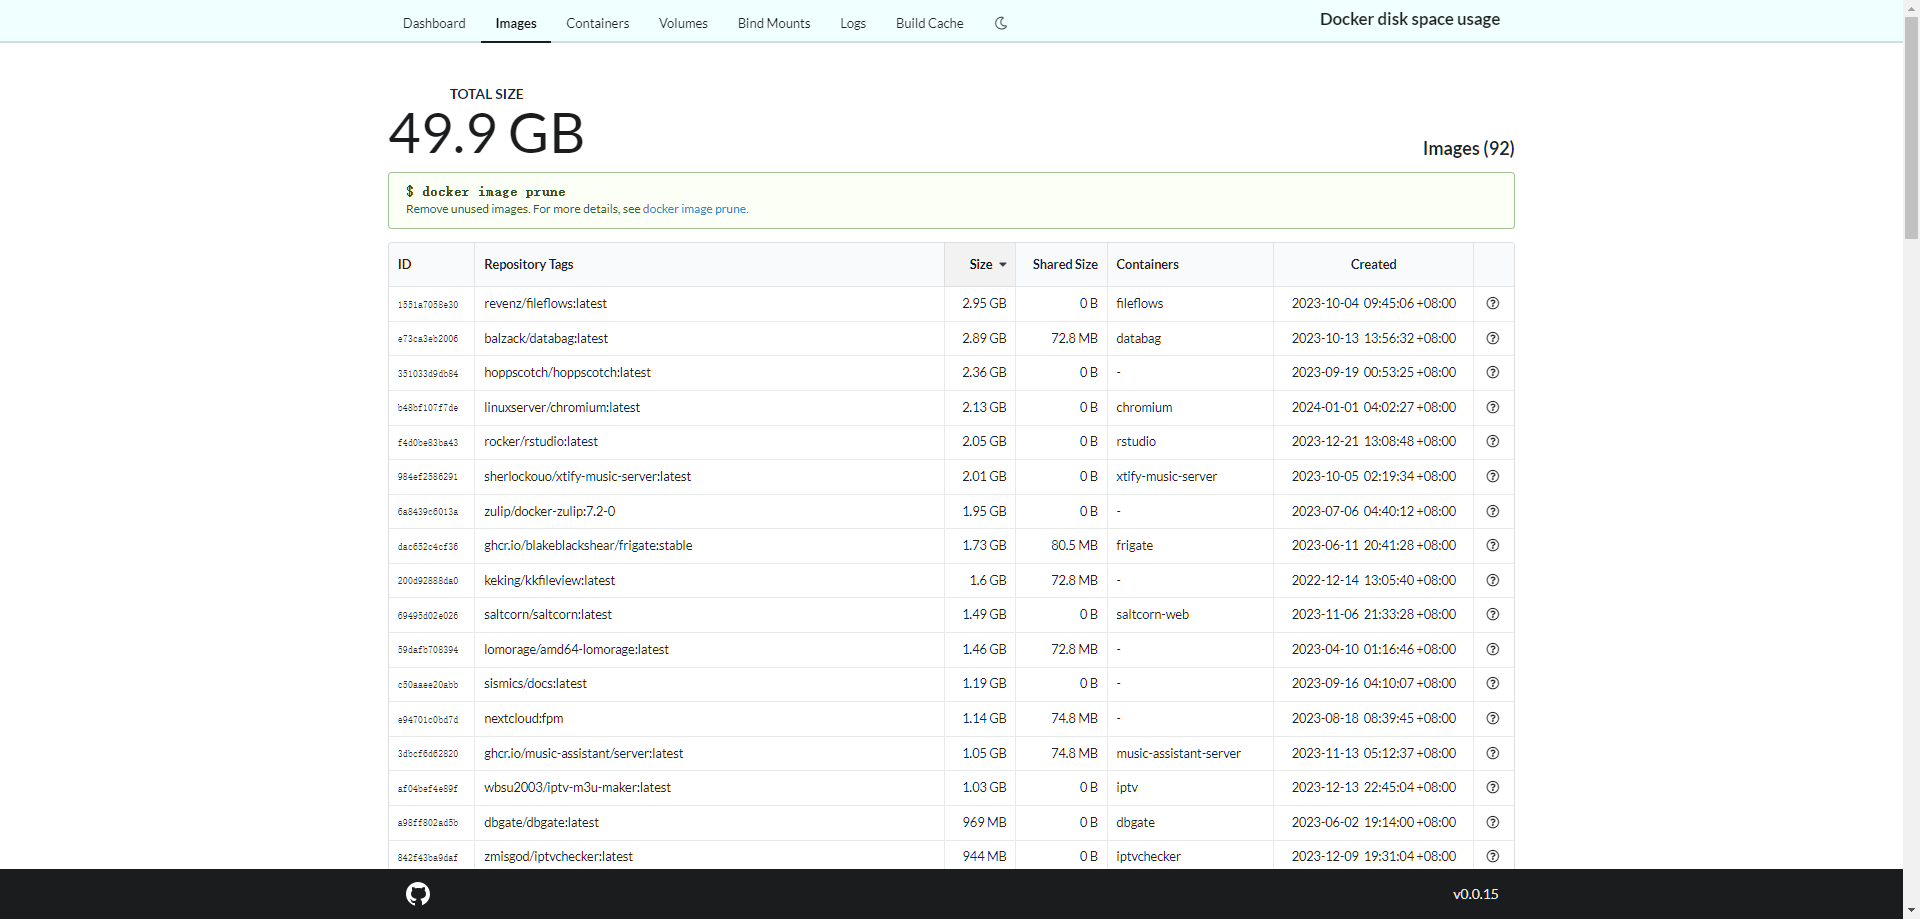 Dashboard Images Containers Volumes Bind Mounts Logs Build Cache Docker disk space usage
TOTAL SIZE
49.9 GB
Images (92)
$ docker image prune
Remove unused images. For more details, see docker image prune.
ID Repository Tags Size Shared Size Containers Created
1551a7058e30 revenz/fileflows:latest 2.95 GB 0 B fileflows 2023-10-04 09:45:06 +08:00
e73ca3eb2006 balzack/databag:latest 2.89 GB 72.8 MB databag 2023-10-13 13:56:32 +08:00
351033d9db84 hoppscotch/hoppscotch:latest 2.36 GB 0 B - 2023-09-19 00:53:25 +08:00
b48bf107f7de linuxserver/chromium:latest 2.13 GB 0 B chromium 2024-01-01 04:02:27 +08:00
f4d0be83ba43 rocker/rstudio:latest 2.05 GB 0 B rstudio 2023-12-21 13:08:48 +08:00
984ef2586291 sherlockouo/xtify-music-server:latest 2.01 GB 0 B xtify-music-server 2023-10-05 02:19:34 +08:00
6a8439c6013a zulip/docker-zulip:7.2-0 1.95 GB 0 B - 2023-07-06 04:40:12 +08:00
dac652c4cf36 ghcr.io/blakeblackshear/frigate:stable 1.73 GB 80.5 MB frigate 2023-06-11 20:41:28 +08:00
200d92888da0 keking/kkfileview:latest 1.6 GB 72.8 MB - 2022-12-14 13:05:40 +08:00
69495d02e026 saltcorn/saltcorn:latest 1.49 GB 0 B saltcorn-web 2023-11-06 21:33:28 +08:00
59dafb708394 lomorage/amd64-lomorage:latest 1.46 GB 72.8 MB - 2023-04-10 01:16:46 +08:00
c50aaee20abb sismics/docs:latest 1.19 GB 0 B - 2023-09-16 04:10:07 +08:00
e94701c0bd7d nextcloud:fpm 1.14 GB 74.8 MB - 2023-08-18 08:39:45 +08:00
3dbcf6d62820 ghcr.io/music-assistant/server:latest 1.05 GB 74.8 MB music-assistant-server 2023-11-13 05:12:37 +08:00
af04bef4e89f wbsu2003/iptv-m3u-maker:latest 1.03 GB 0 B iptv 2023-12-13 22:45:04 +08:00
a98ff802ad5b dbgate/dbgate:latest 969 MB 0 B dbgate 2023-06-02 19:14:00 +08:00
842f43ba9daf zmisgod/iptvchecker:latest 944 MB 0 B iptvchecker 2023-12-09 19:31:04 +08:00
v0.0.15